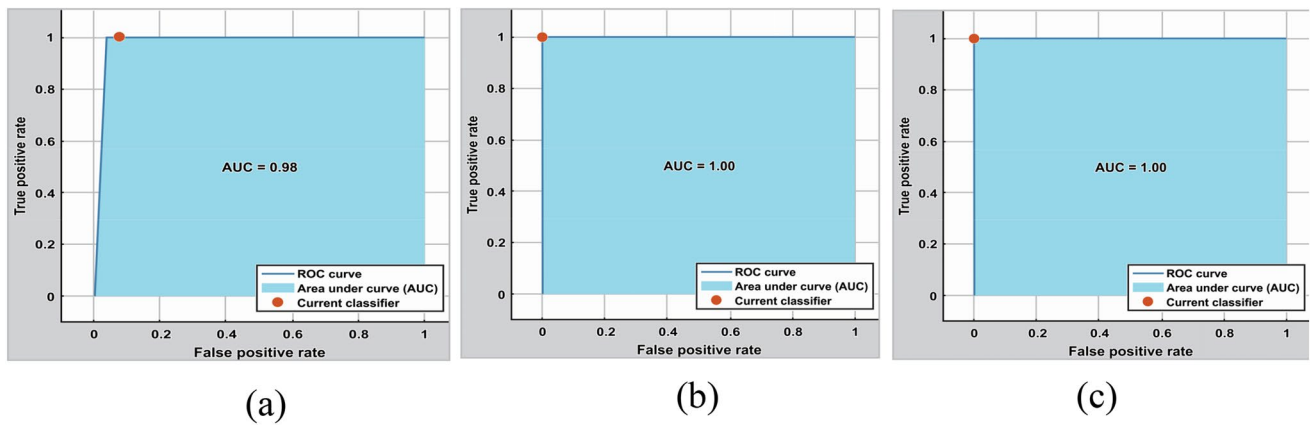 1
0.8
0.6
0.4
0.2
0
True positive rate
AUC = 0.98
ROC curve
Area under curve (AUC)
Current classifier
0
0.2
0.4
0.6
0.8
1
False positive rate
(a)
1
0.8
0.6
0.4
0.2
0
True positive rate
AUC = 1.00
ROC curve
Area under curve (AUC)
Current classifier
0
0.2
0.4
0.6
0.8
1
False positive rate
(b)
1
0.8
0.6
0.4
0.2
0
True positive rate
AUC = 1.00
ROC curve
Area under curve (AUC)
Current classifier
0
0.2
0.4
0.6
0.8
1
False positive rate
(c)